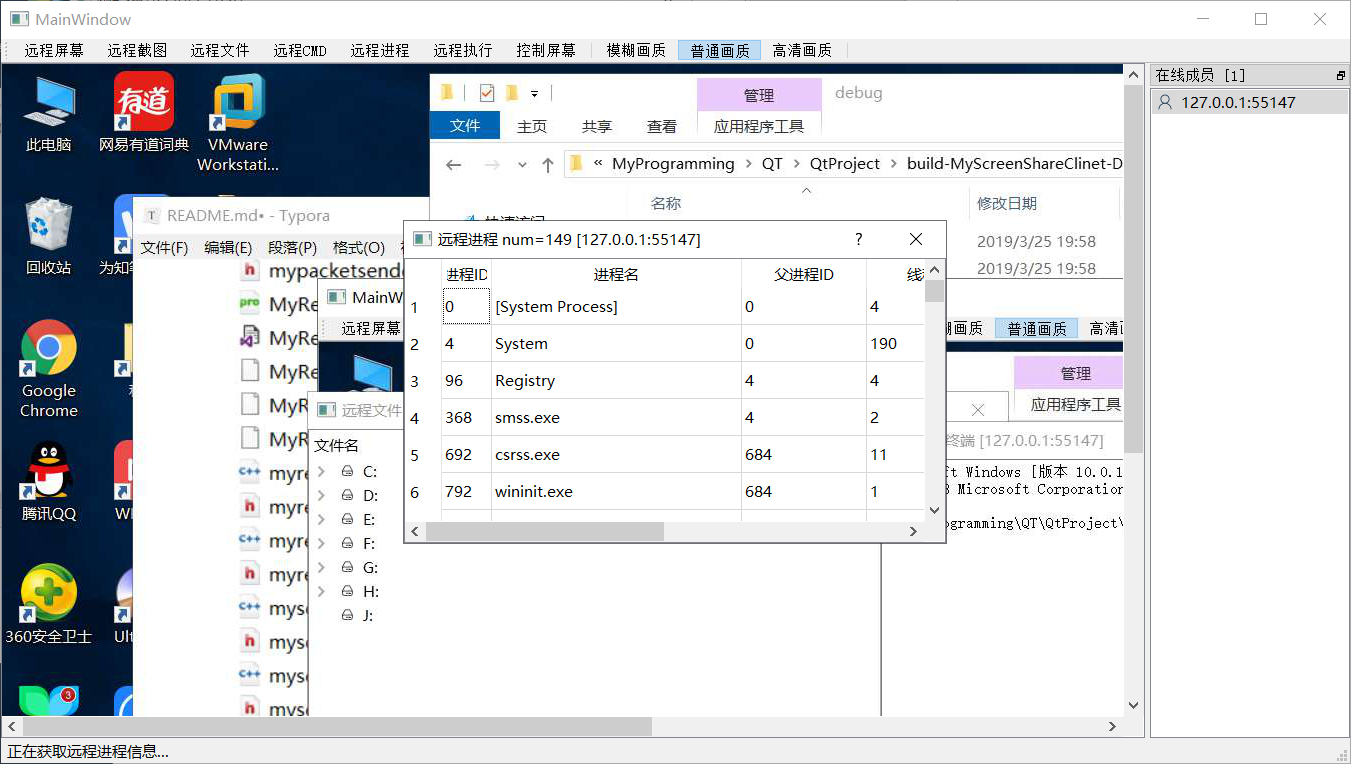 MainWindow
远程屏幕 远程截图 远程文件 远程CMD 远程进程 远程执行 控制屏幕 模糊画质 普通画质 高清画质
在线成员 [1]
127.0.0.1:55147
此电脑
有道
网易有道词典
VMware
Workstati...
回收站
Google
Chrome
腾讯QQ
360安全卫士
3
管理
debug
文件 主页 共享 查看 应用程序工具
« MyProgramming > QT > QtProject > build-MyScreenShareClinet-D
名称 修改日期
2019/3/25 19:58
2019/3/25 19:58
README.md• - Typora
文件(F) 编辑(E) 段落(P) 格式(O)
mypacketsende
pro MyRe
MyRe
MyRe
MyR
MyR
c++ myre
h myre
c++ myre
h myre
c++ mys
h mys
c++ mys
h mys
MainW
远程屏幕
远程文件
文件名
C:
D:
E:
F:
G:
H:
J:
远程进程 num=149 [127.0.0.1:55147]
?
进程ID 进程名 父进程ID
1 0 [System Process] 0 4
2 4 System 0 190
3 96 Registry 4 4
4 368 smss.exe 4 2
5 692 csrss.exe 684 11
6 792 wininit.exe 684 1
画质 普通画质 高清
管理
应用程序工具
终端 [127.0.0.1:55147]
ft Windows [版本 10.0.1
Microsoft Corporation
ogramming\QT\QtProject\
正在获取远程进程信息...